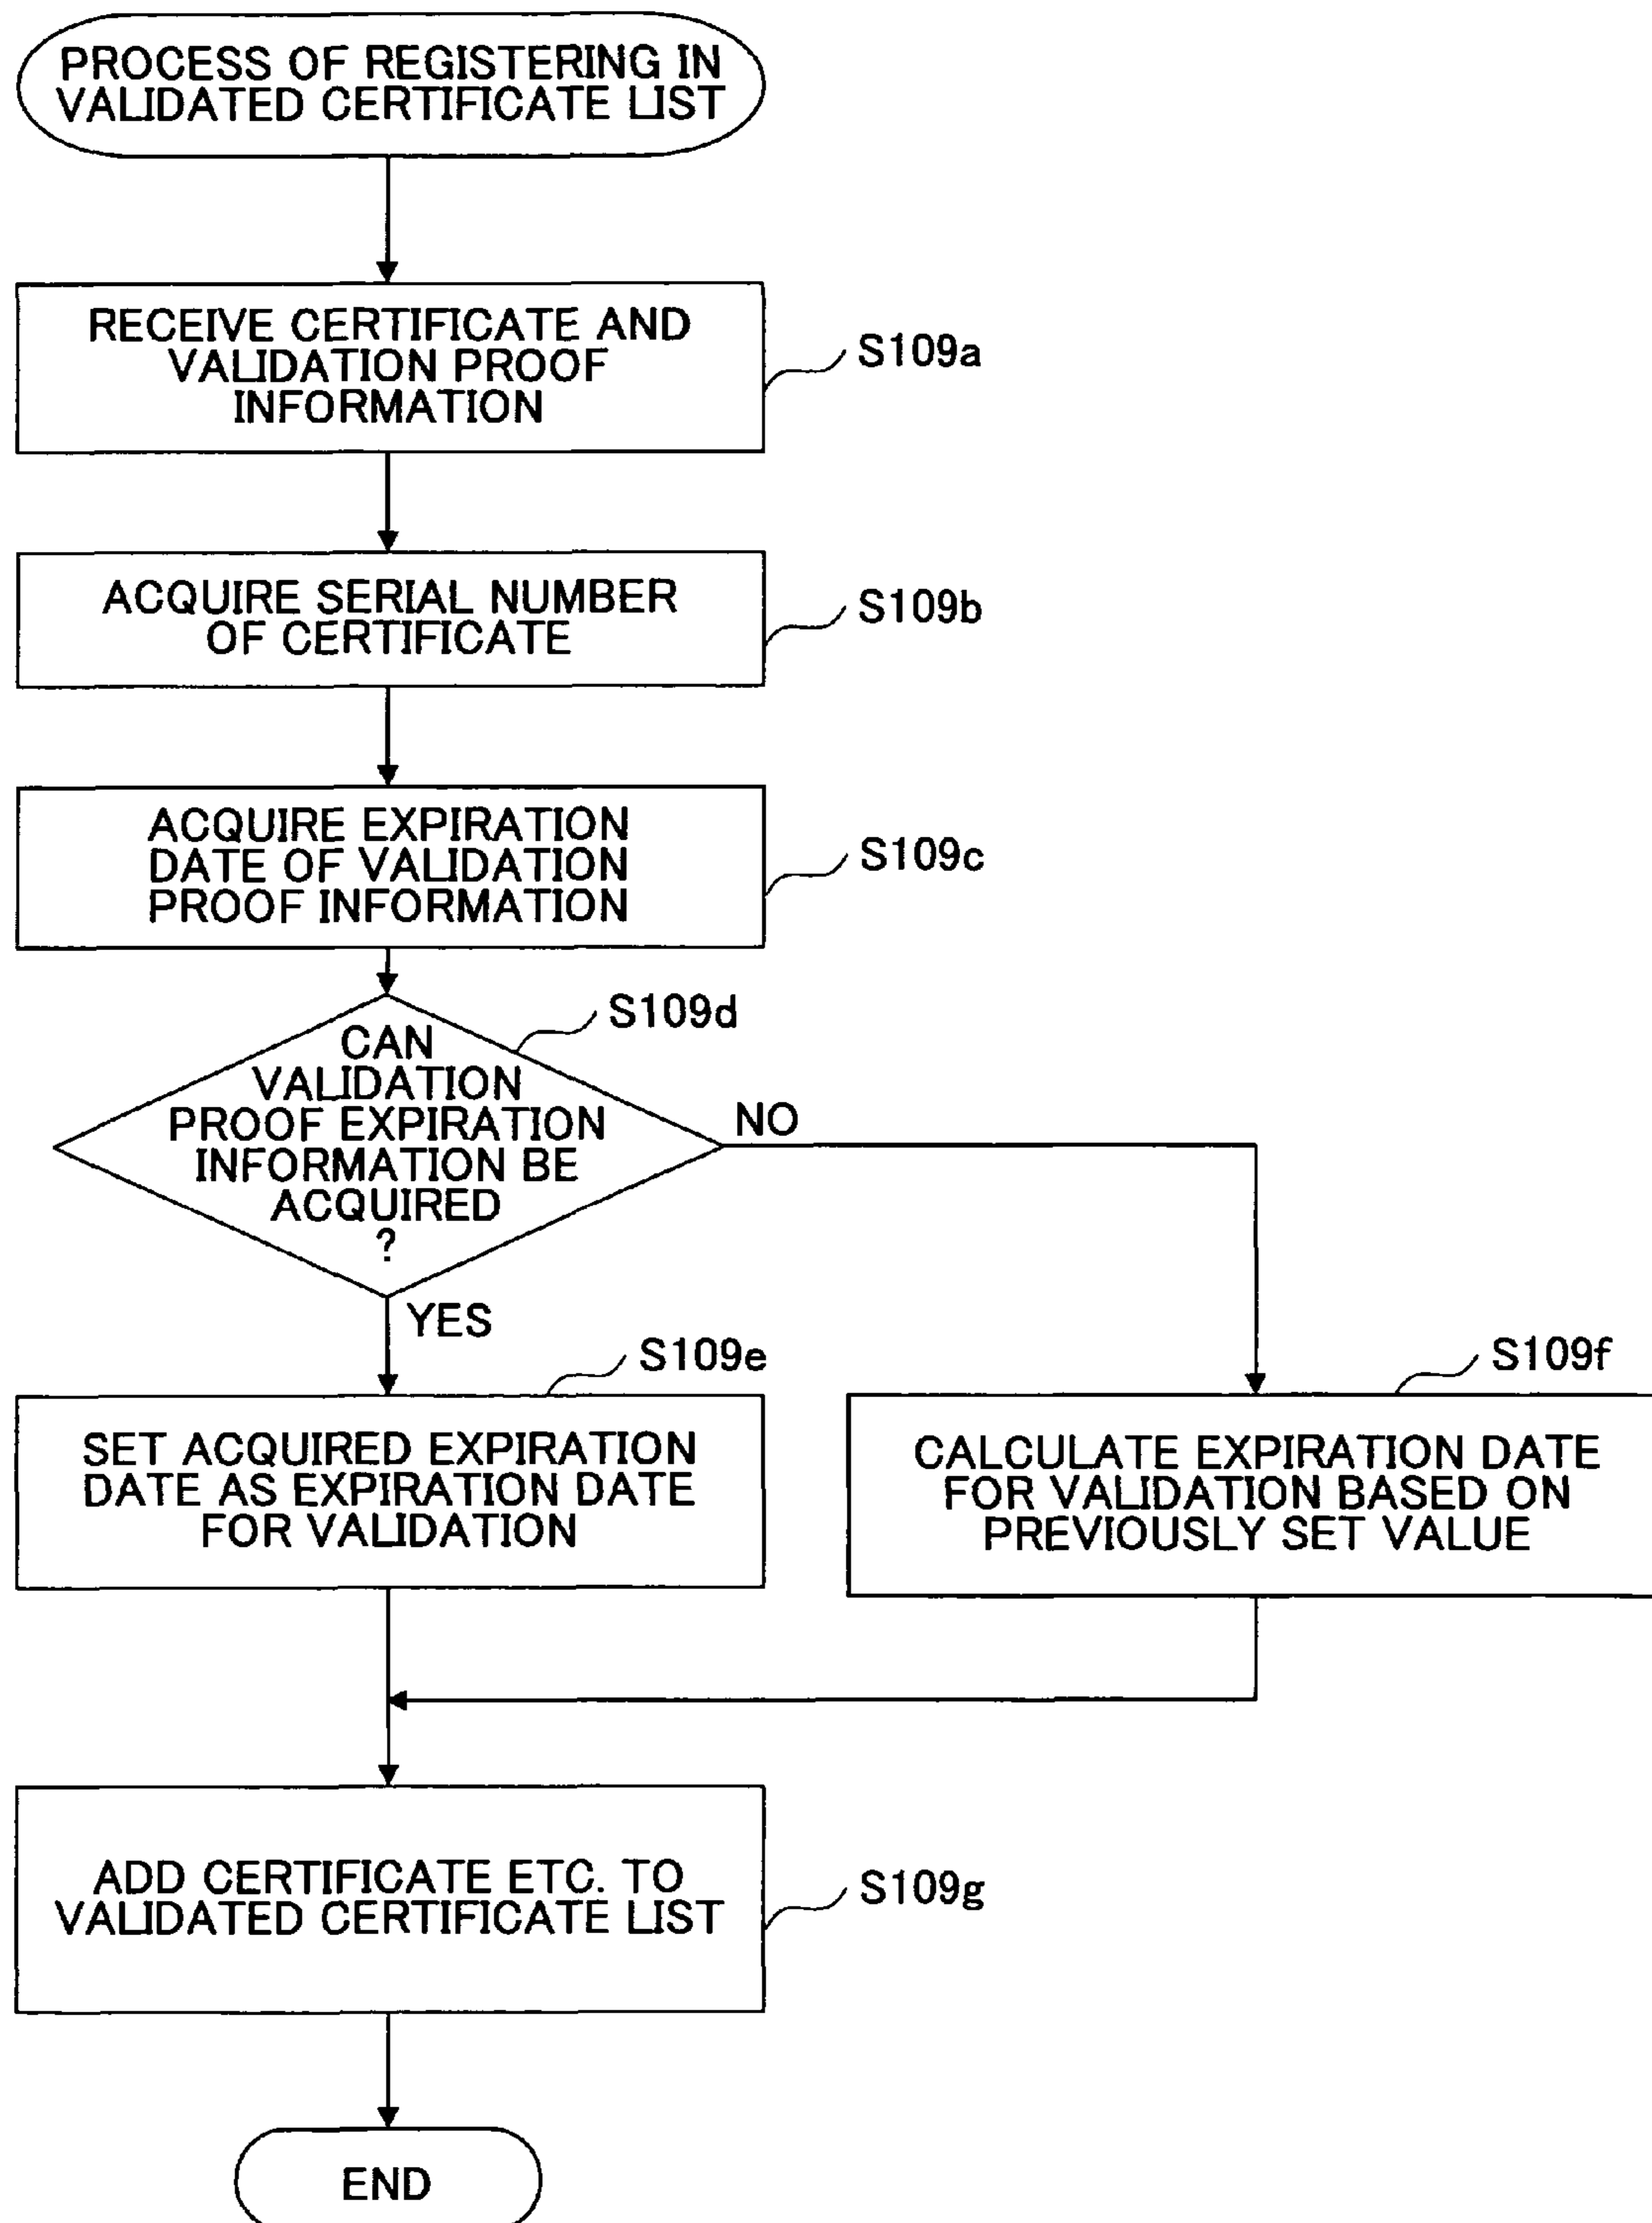 PROCESS OF REGISTERING IN
VALIDATED CERTIFICATE LIST
RECEIVE CERTIFICATE AND
VALIDATION PROOF
INFORMATION
S109a
ACQUIRE SERIAL NUMBER
OF CERTIFICATE
S109b
ACQUIRE EXPIRATION
DATE OF VALIDATION
PROOF INFORMATION
S109c
S109d
CAN
VALIDATION
PROOF EXPIRATION
INFORMATION BE
ACQUIRED
?
NO
YES
S109e
SET ACQUIRED EXPIRATION
DATE AS EXPIRATION DATE
FOR VALIDATION
S109f
CALCULATE EXPIRATION DATE
FOR VALIDATION BASED ON
PREVIOUSLY SET VALUE
ADD CERTIFICATE ETC. TO
VALIDATED CERTIFICATE LIST
S109g
END